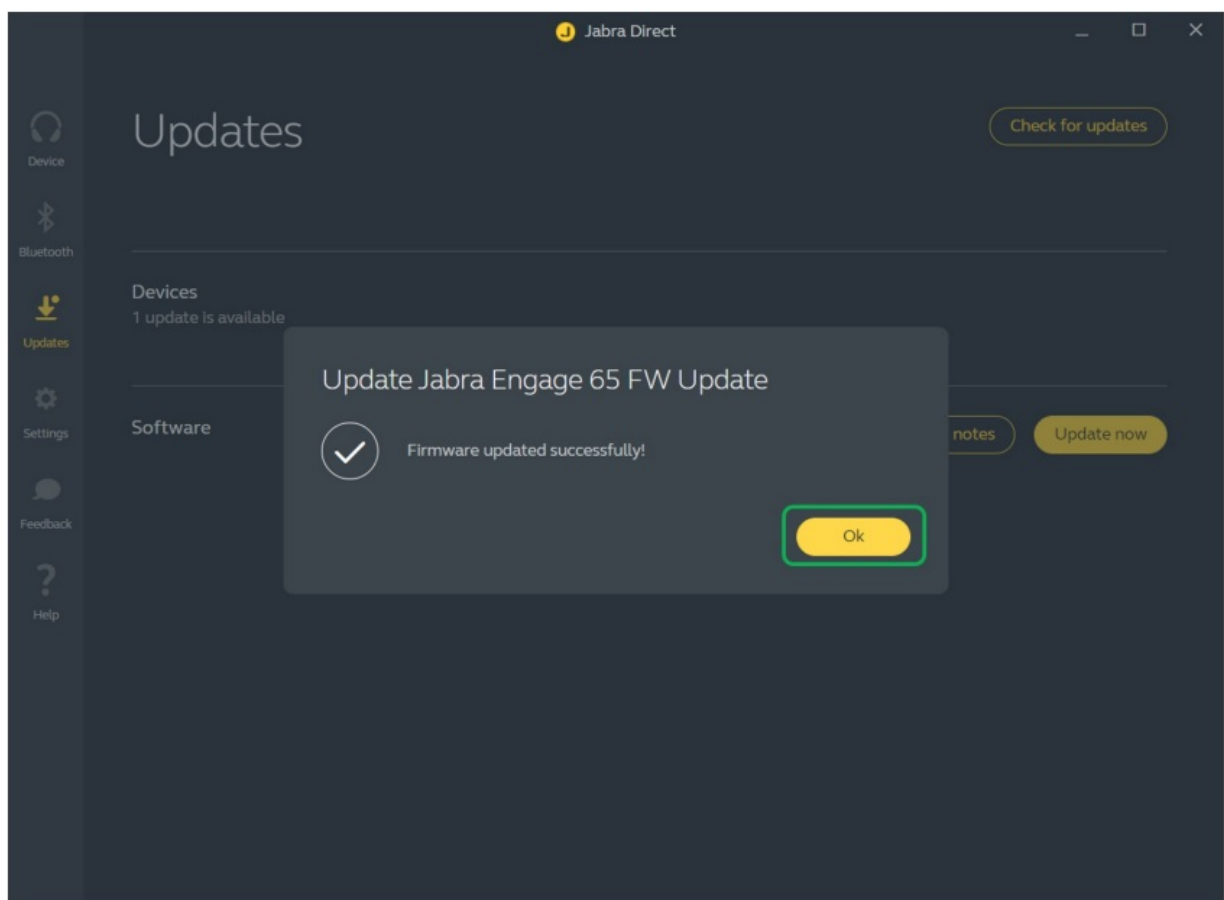 Jabra Direct
Updates
Check for updates
Device
Bluetooth
Devices
1 update is available
Updates
Update Jabra Engage 65 FW Update
Settings
Software
Firmware updated successfully!
notes
Update now
Feedback
Ok
Help